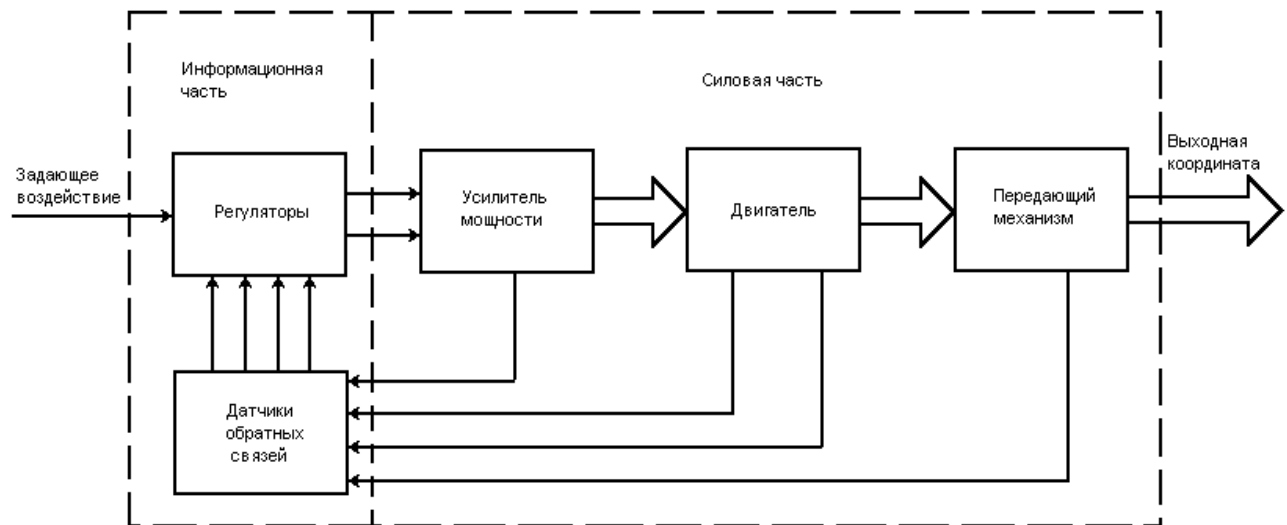 Информационная
часть
Силовая часть
Задающее
воздействие
Регуляторы
Усилитель
мощности
Двигатель
Передающий
механизм
Выходная
координата
Датчики
обратных
связей